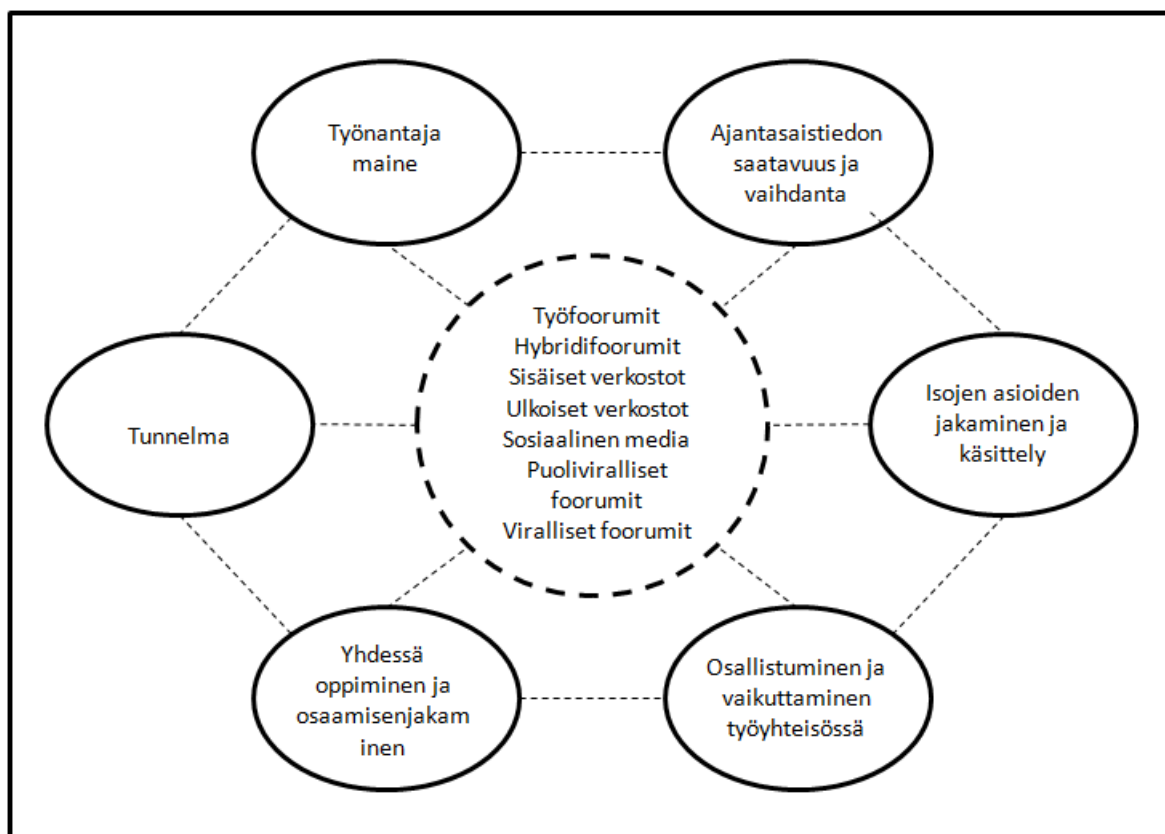 Työnantaja
maine
Ajantasaistiedon
saatavuus ja
vaihdanta
Työfoorumit
Hybridifoorumit
Sisäiset verkostot
Ulkoiset verkostot
Sosiaalinen media
Puoliviralliset
foorumit
Viralliset foorumit
Isojen asioiden
jakaminen ja
käsittely
Tunnelma
Yhdessä
oppiminen ja
osaamisenjakam
inen
Osallistuminen ja
vaikuttaminen
työyhteisössä